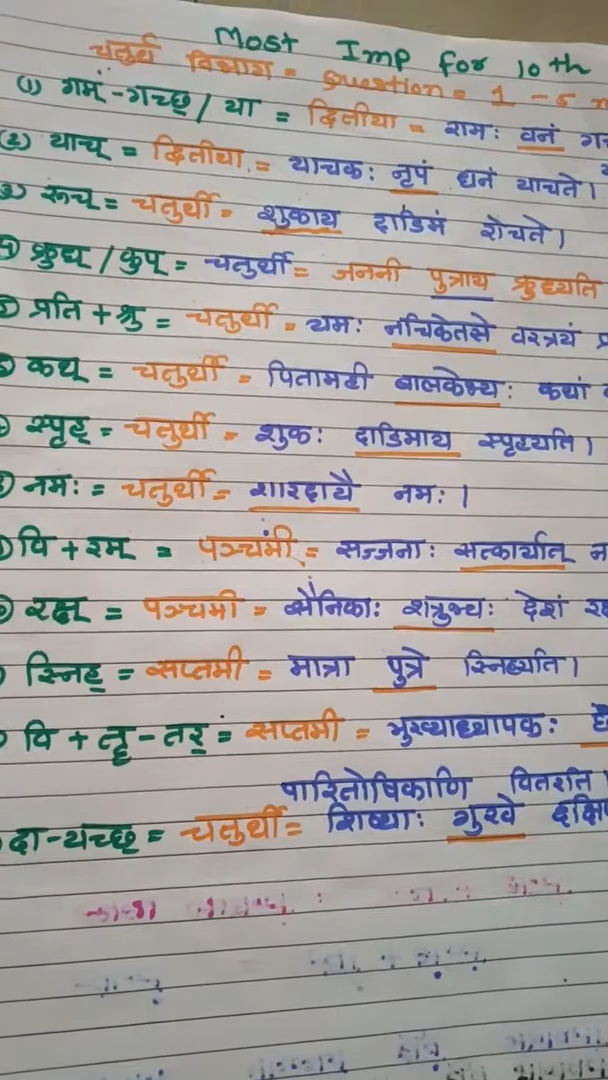 Most Imp for 10th
चतुर्थ विभाग = Question = 1 - 5
(1) गम्-गच्छ् / या = द्वितीया = रामः वनं
(2) याच् = द्वितीया = याचकः नृपं धनं याचते।
3) रूच् = चतुर्थी = शुकाय दाडिमं रोचते।
क्रुध् / कुप् = चतुर्थी = जननी पुत्राय क्रुध्यति
प्रति + श्रु = चतुर्थी = यमः नचिकेतसे वरत्रयं
कथ् = चतुर्थी = पितामही बालकेभ्यः कथां
स्पृह् = चतुर्थी = शुकः दाडिमाय स्पृहयति।
नमः = चतुर्थी = शारदायै नमः।
वि + रम् = पञ्चमी = सज्जनाः सत्कार्यात् न
रक्ष् = पञ्चमी = सैनिकाः शत्रुभ्यः देशं
स्निह् = सप्तमी = मात्रा पुत्रे स्निह्यति।
वि + तृ-तर् = सप्तमी = मुख्याध्यापकः
पारितोषिकाणि वितरति।
दा-यच्छ् = चतुर्थी = शिष्याः गुरवे